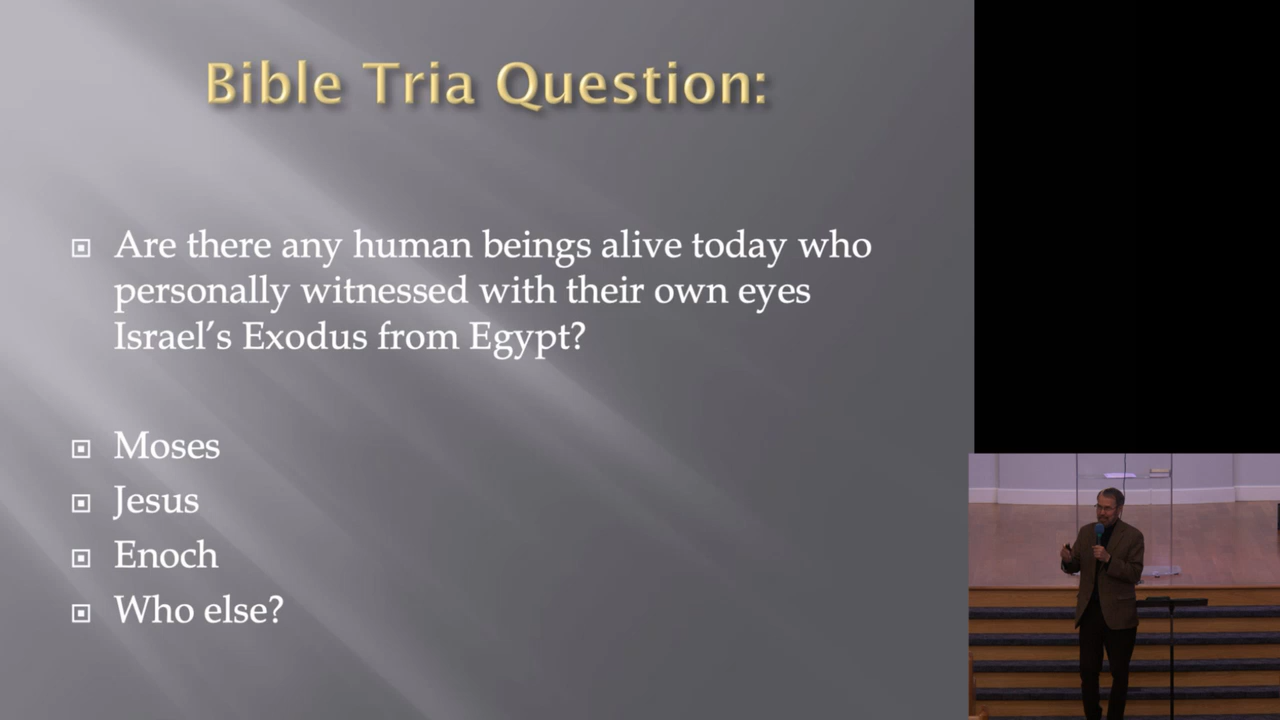 Bible Tria Question:
Are there any human beings alive today who
personally witnessed with their own eyes
Israel’s Exodus from Egypt?
Moses
Jesus
Enoch
Who else?